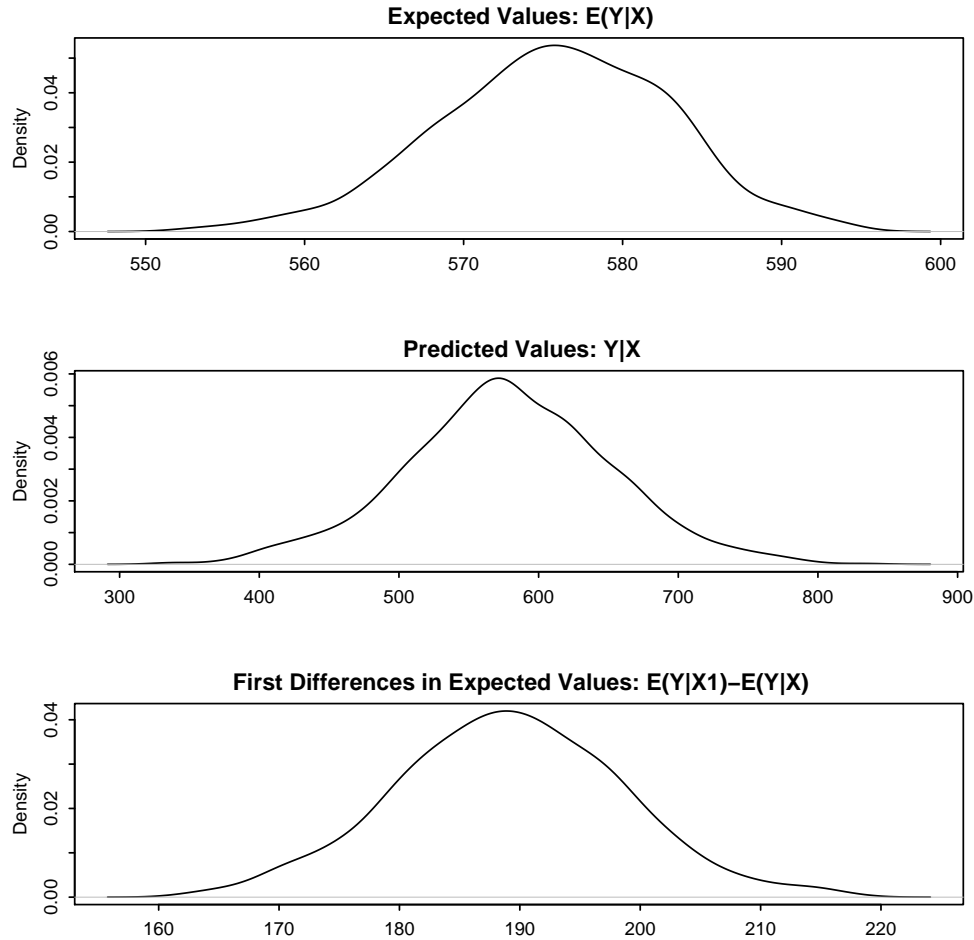 Expected Values: E(Y|X)
Density
0.00 0.02 0.04
550 560 570 580 590 600
Predicted Values: Y|X
Density
0.000 0.002 0.004 0.006
300 400 500 600 700 800 900
First Differences in Expected Values: E(Y|X1)−E(Y|X)
Density
0.00 0.02 0.04
160 170 180 190 200 210 220